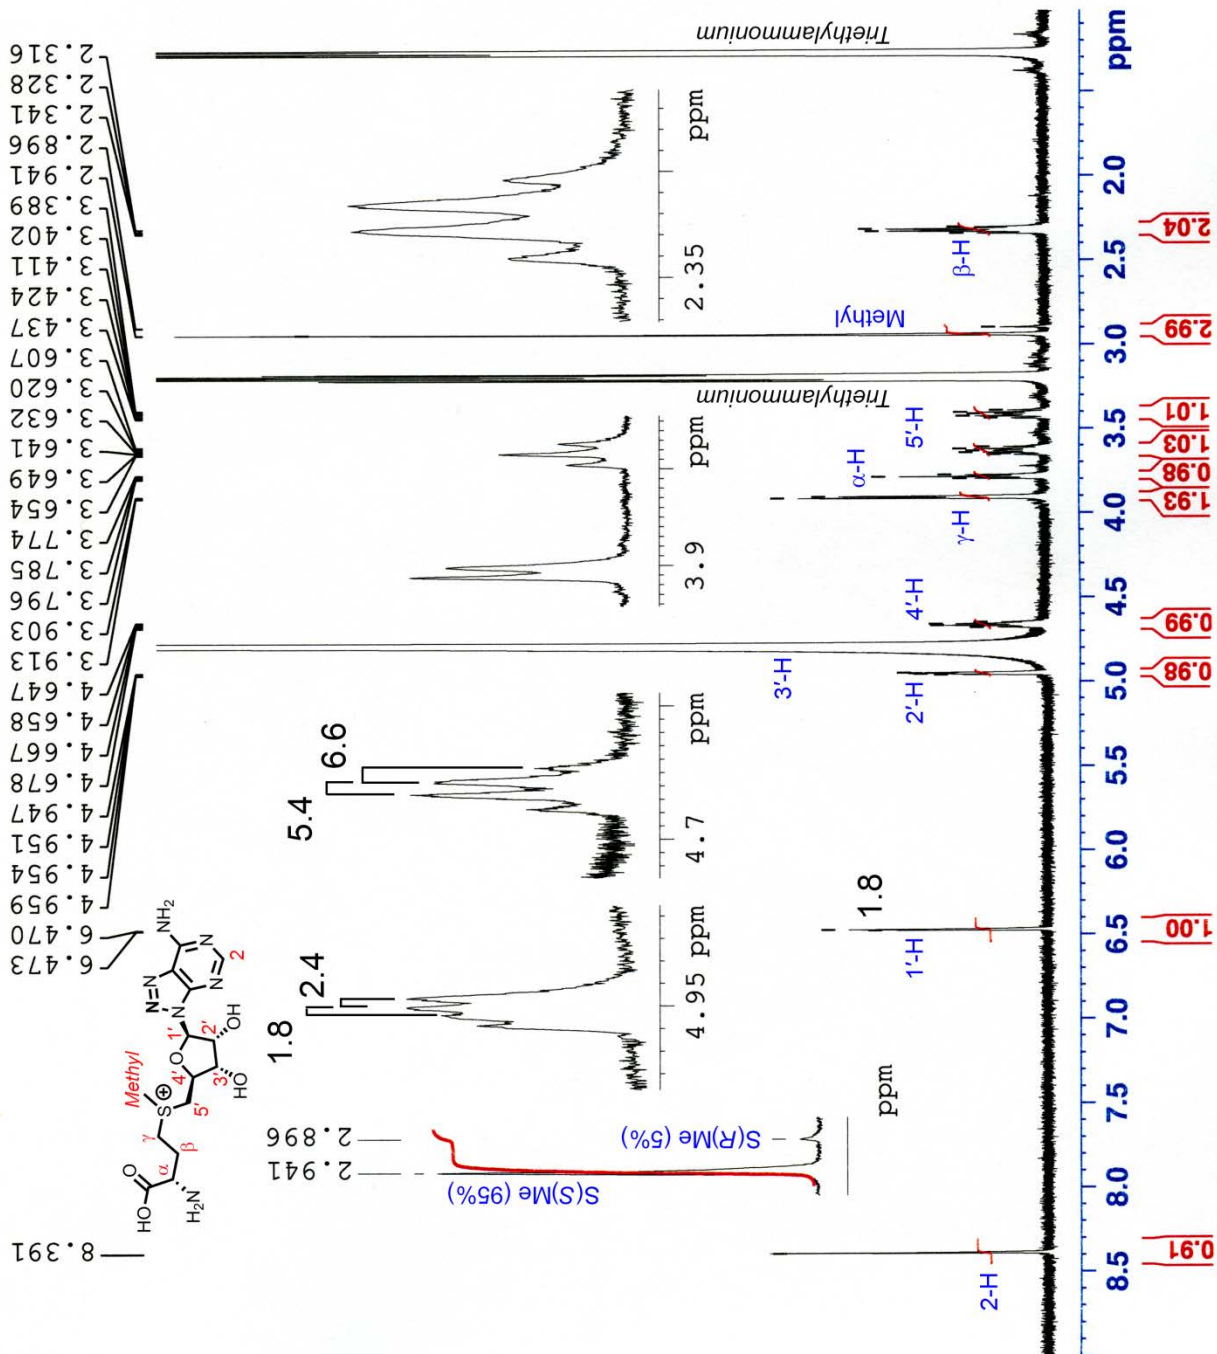 8.391
6.473
6.470
4.959
4.954
4.951
4.947
4.678
4.667
4.658
4.647
3.913
3.903
3.796
3.785
3.774
3.654
3.649
3.641
3.632
3.620
3.607
3.437
3.424
3.411
3.402
3.389
2.941
2.896
2.341
2.328
2.316
HO
O
H₂N
α
β
γ
S
⊕
Methyl
5'
4'
O
1'
2'
3'
HO
OH
N
N=N
N
N
NH₂
2
2.941
2.896
S(S)Me (95%)
S(R)Me (5%)
ppm
1.8
2.4
4.95 ppm
5.4
6.6
4.7 ppm
3.9 ppm
2.35 ppm
2-H
1'-H
1.8
2'-H
3'-H
4'-H
γ-H
α-H
5'-H
Triethylammonium
Methyl
β-H
Triethylammonium
8.5 8.0 7.5 7.0 6.5 6.0 5.5 5.0 4.5 4.0 3.5 3.0 2.5 2.0 ppm
0.91
1.00
0.98
0.99
1.93
0.98
1.03
1.01
2.99
2.04